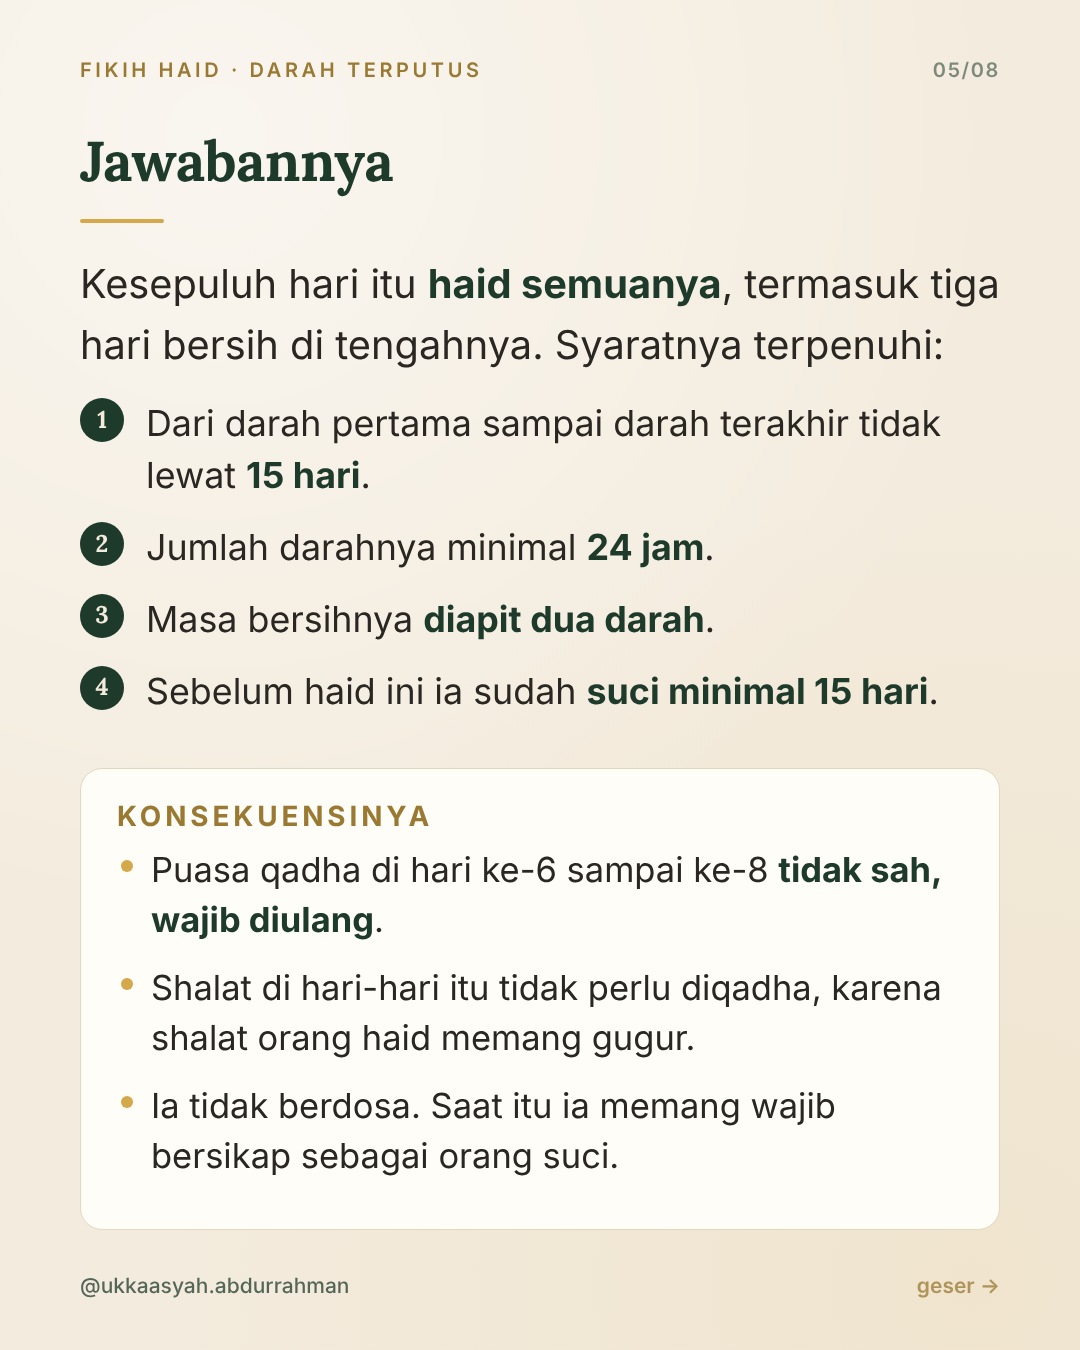 FIKIH HAID · DARAH TERPUTUS
05/08
Jawabannya
Kesepuluh hari itu haid semuanya, termasuk tiga
hari bersih di tengahnya. Syaratnya terpenuhi:
1 Dari darah pertama sampai darah terakhir tidak
lewat 15 hari.
2 Jumlah darahnya minimal 24 jam.
3 Masa bersihnya diapit dua darah.
4 Sebelum haid ini ia sudah suci minimal 15 hari.
KONSEKUENSINYA
• Puasa qadha di hari ke-6 sampai ke-8 tidak sah,
wajib diulang.
• Shalat di hari-hari itu tidak perlu diqadha, karena
shalat orang haid memang gugur.
• Ia tidak berdosa. Saat itu ia memang wajib
bersikap sebagai orang suci.
@ukkaasyah.abdurrahman
geser →